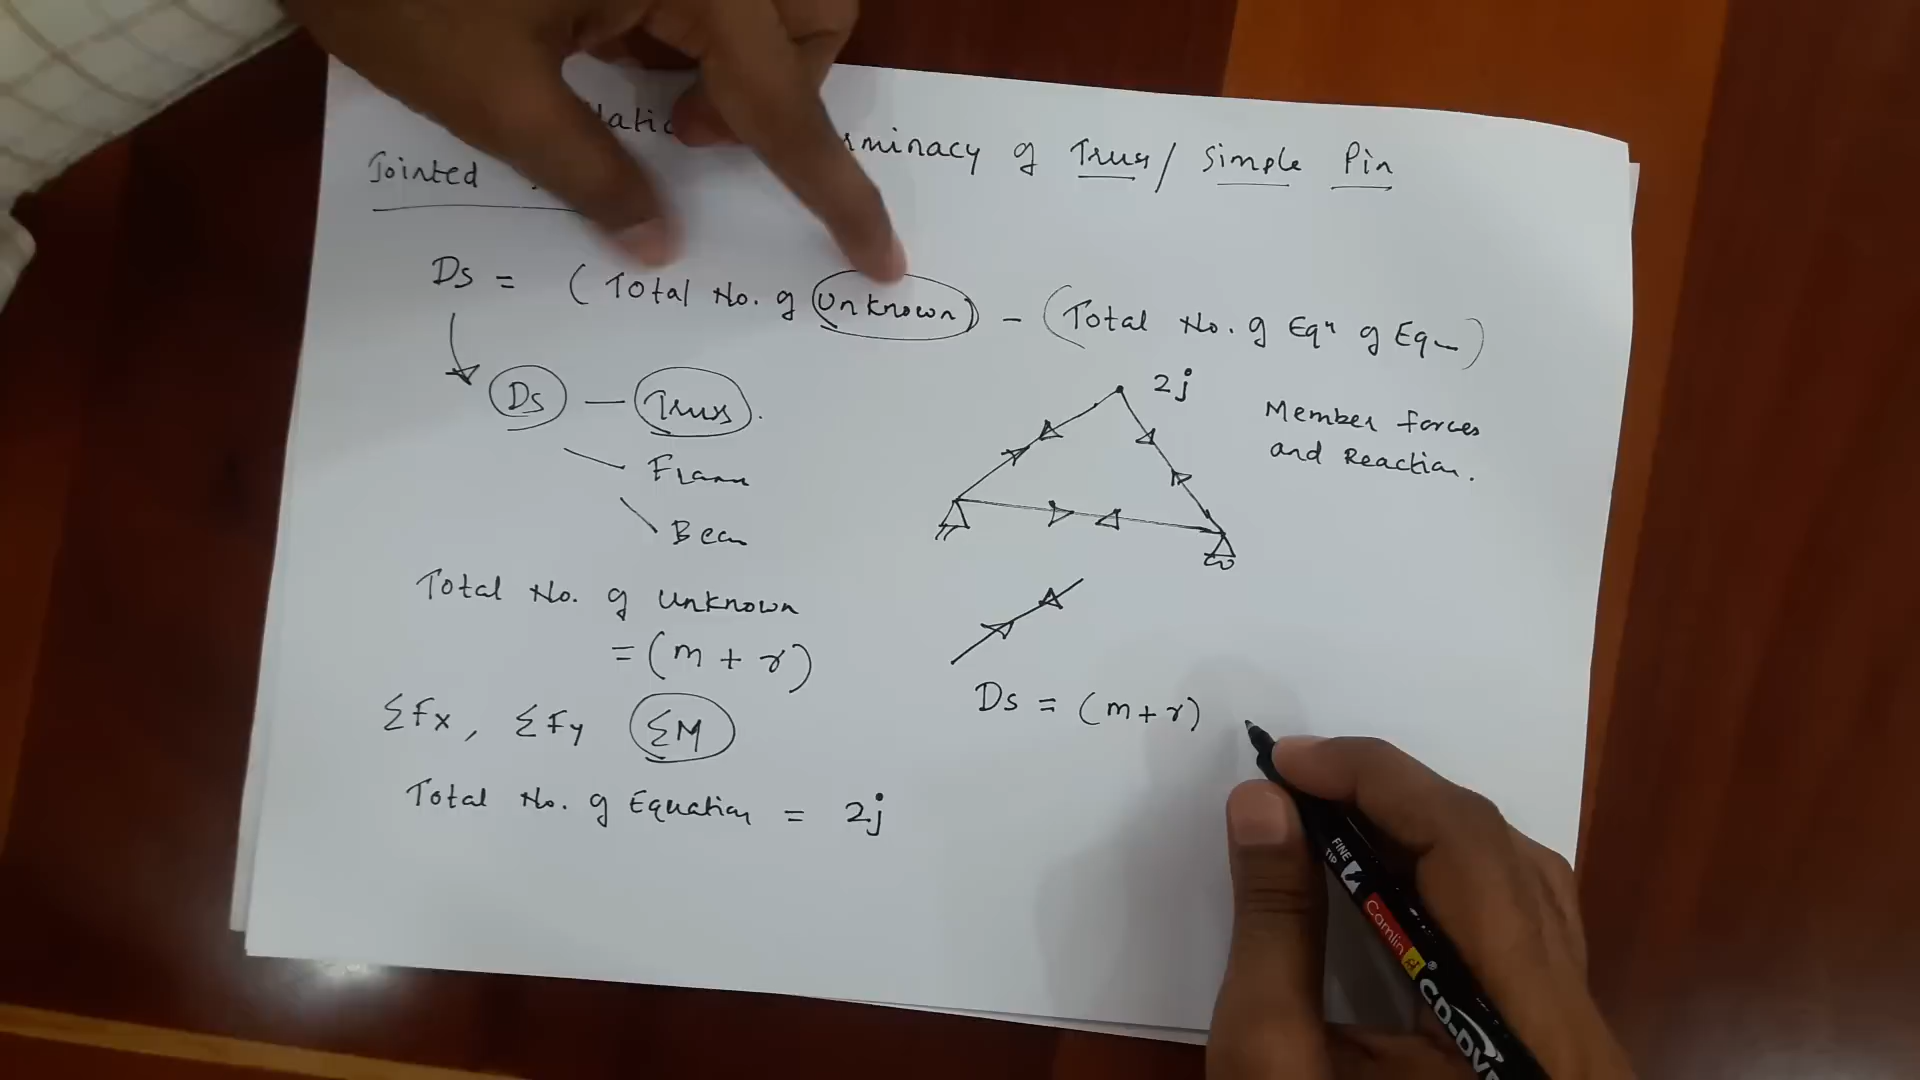 minacy of Truss / Simple Pin
Jointed
Ds = (Total No. of Unknown) - (Total No. of Eqn of Eq~)
Ds — Truss.
2j
Member forces
and Reaction.
Frame
Beam
Total No. of Unknown
= (m + r)
Ds = (m+r)
ΣFx, ΣFy ΣM
Total No. of Equation = 2j
FINE
TIP
Camlin
CD-DV